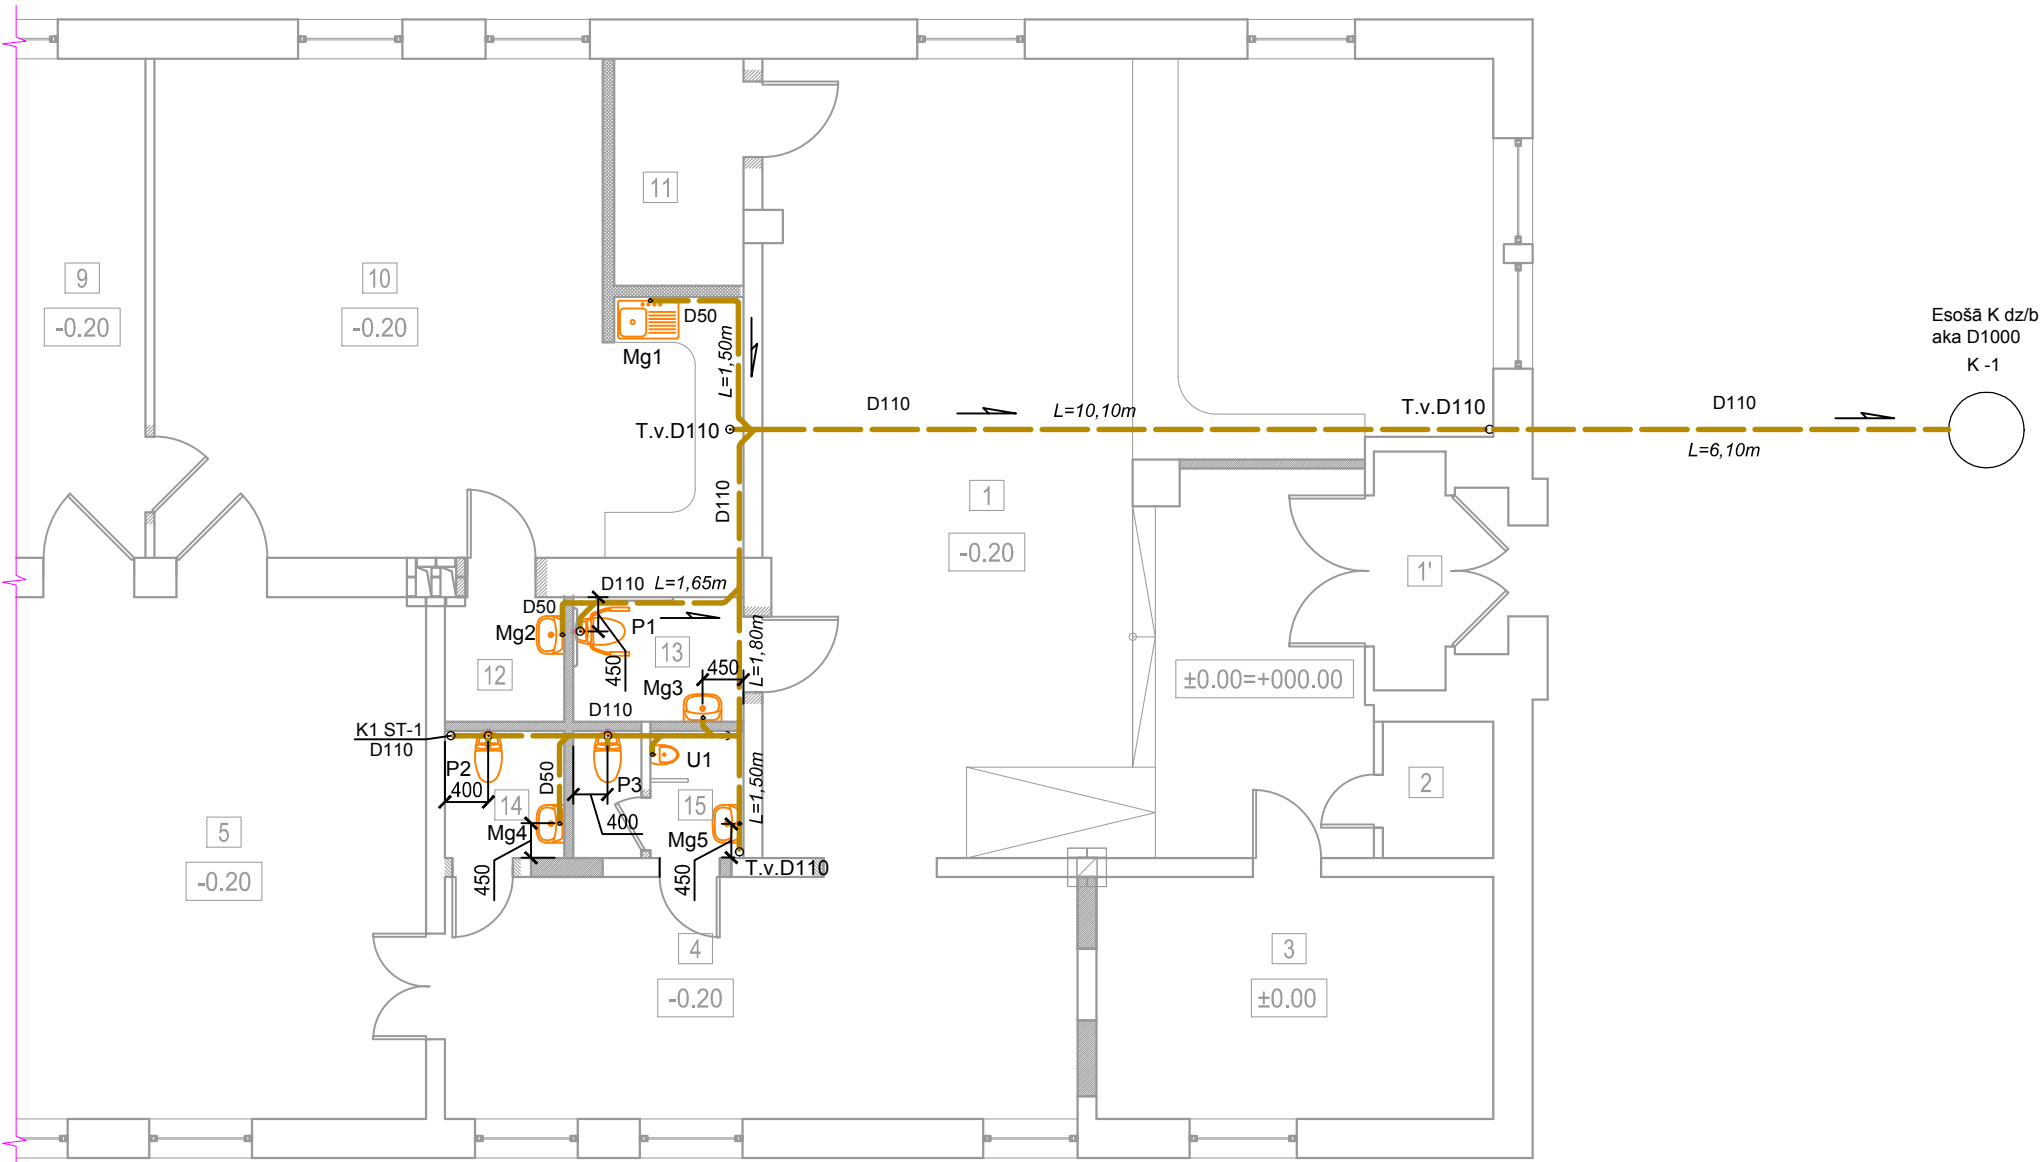 11
9
-0.20
10
-0.20
D50
Mg1
L=1,50m
Esošā K dz/b
aka D1000
K -1
T.v.D110
D110
L=10,10m
T.v.D110
D110
L=6,10m
D110
1
-0.20
1'
D110
L=1,65m
D50
Mg2
P1
13
450
12
Mg3
450
L=1,80m
±0.00=+000.00
D110
K1 ST-1
D110
P2
400
D50
P3
U1
L=1,50m
2
14
15
400
Mg4
Mg5
5
-0.20
450
450
T.v.D110
4
-0.20
3
±0.00